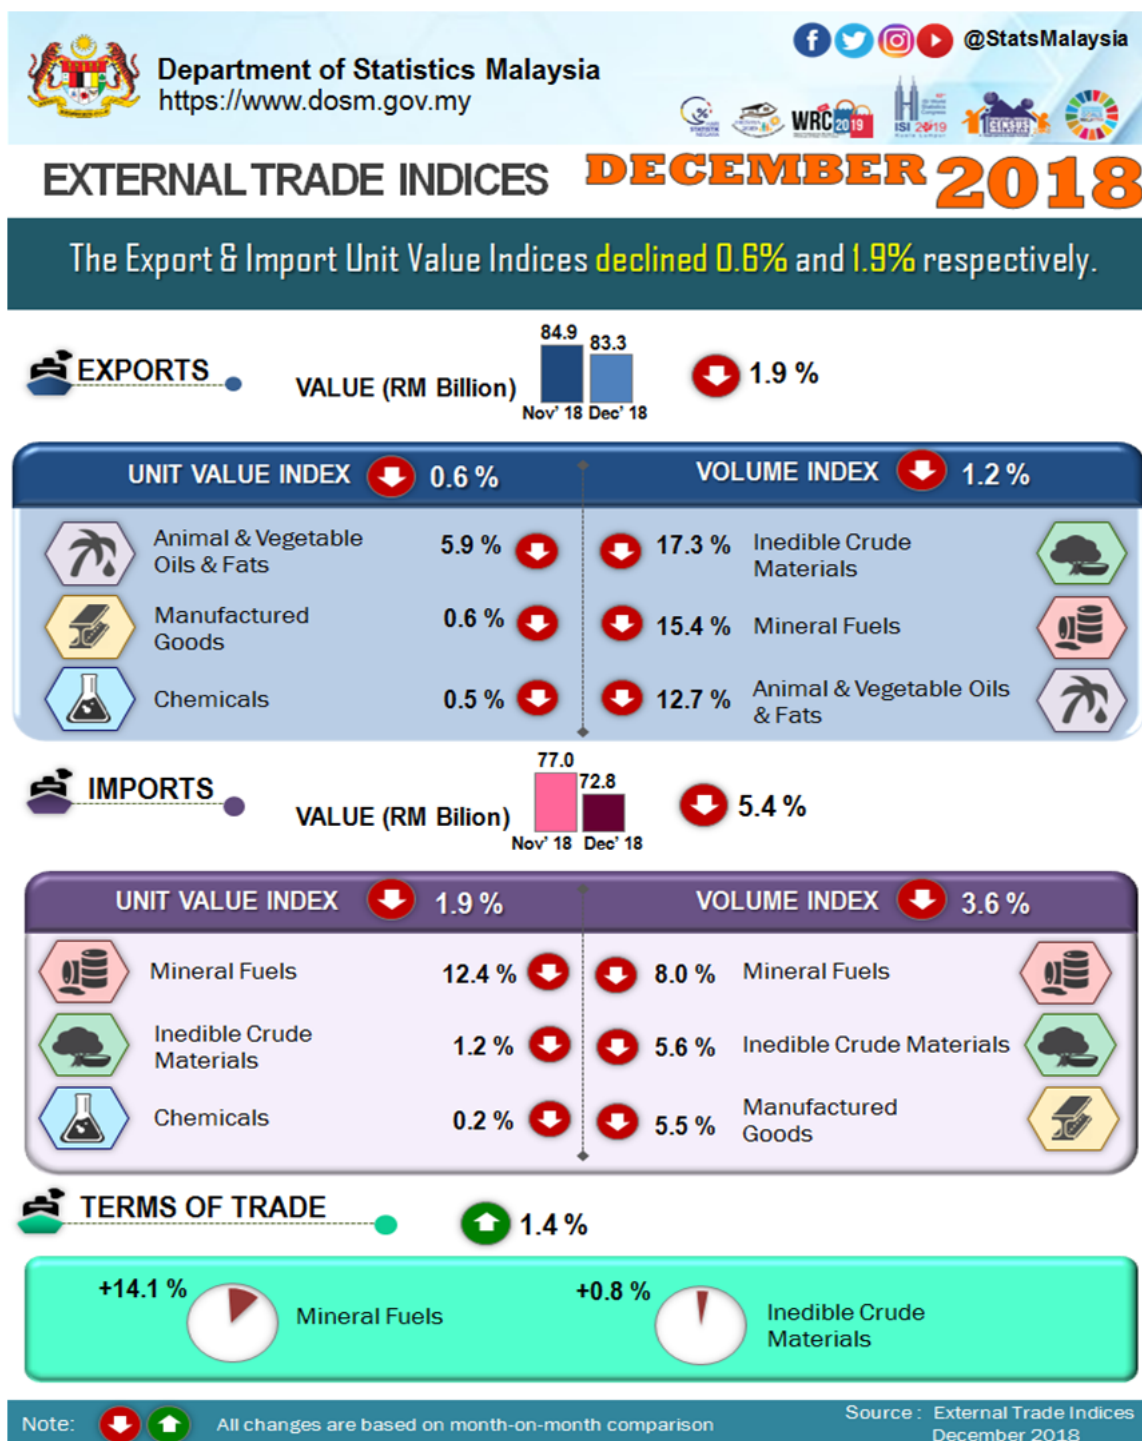 Department of Statistics Malaysia
https://www.dosm.gov.my
@StatsMalaysia
WRC 2019
ISI 2019
CENSUS
EXTERNAL TRADE INDICES DECEMBER 2018
The Export & Import Unit Value Indices declined 0.6% and 1.9% respectively.
EXPORTS
VALUE (RM Billion)
84.9
83.3
Nov' 18 Dec' 18
1.9 %
UNIT VALUE INDEX 0.6 %
VOLUME INDEX 1.2 %
Animal & Vegetable
Oils & Fats
5.9 %
Manufactured
Goods
0.6 %
Chemicals
0.5 %
17.3 %
Inedible Crude
Materials
15.4 %
Mineral Fuels
12.7 %
Animal & Vegetable Oils
& Fats
IMPORTS
VALUE (RM Bilion)
77.0
72.8
Nov' 18 Dec' 18
5.4 %
UNIT VALUE INDEX 1.9 %
VOLUME INDEX 3.6 %
Mineral Fuels
12.4 %
Inedible Crude
Materials
1.2 %
Chemicals
0.2 %
8.0 %
Mineral Fuels
5.6 %
Inedible Crude Materials
5.5 %
Manufactured
Goods
TERMS OF TRADE
1.4 %
+14.1 %
Mineral Fuels
+0.8 %
Inedible Crude
Materials
Note:
All changes are based on month-on-month comparison
Source : External Trade Indices
December 2018